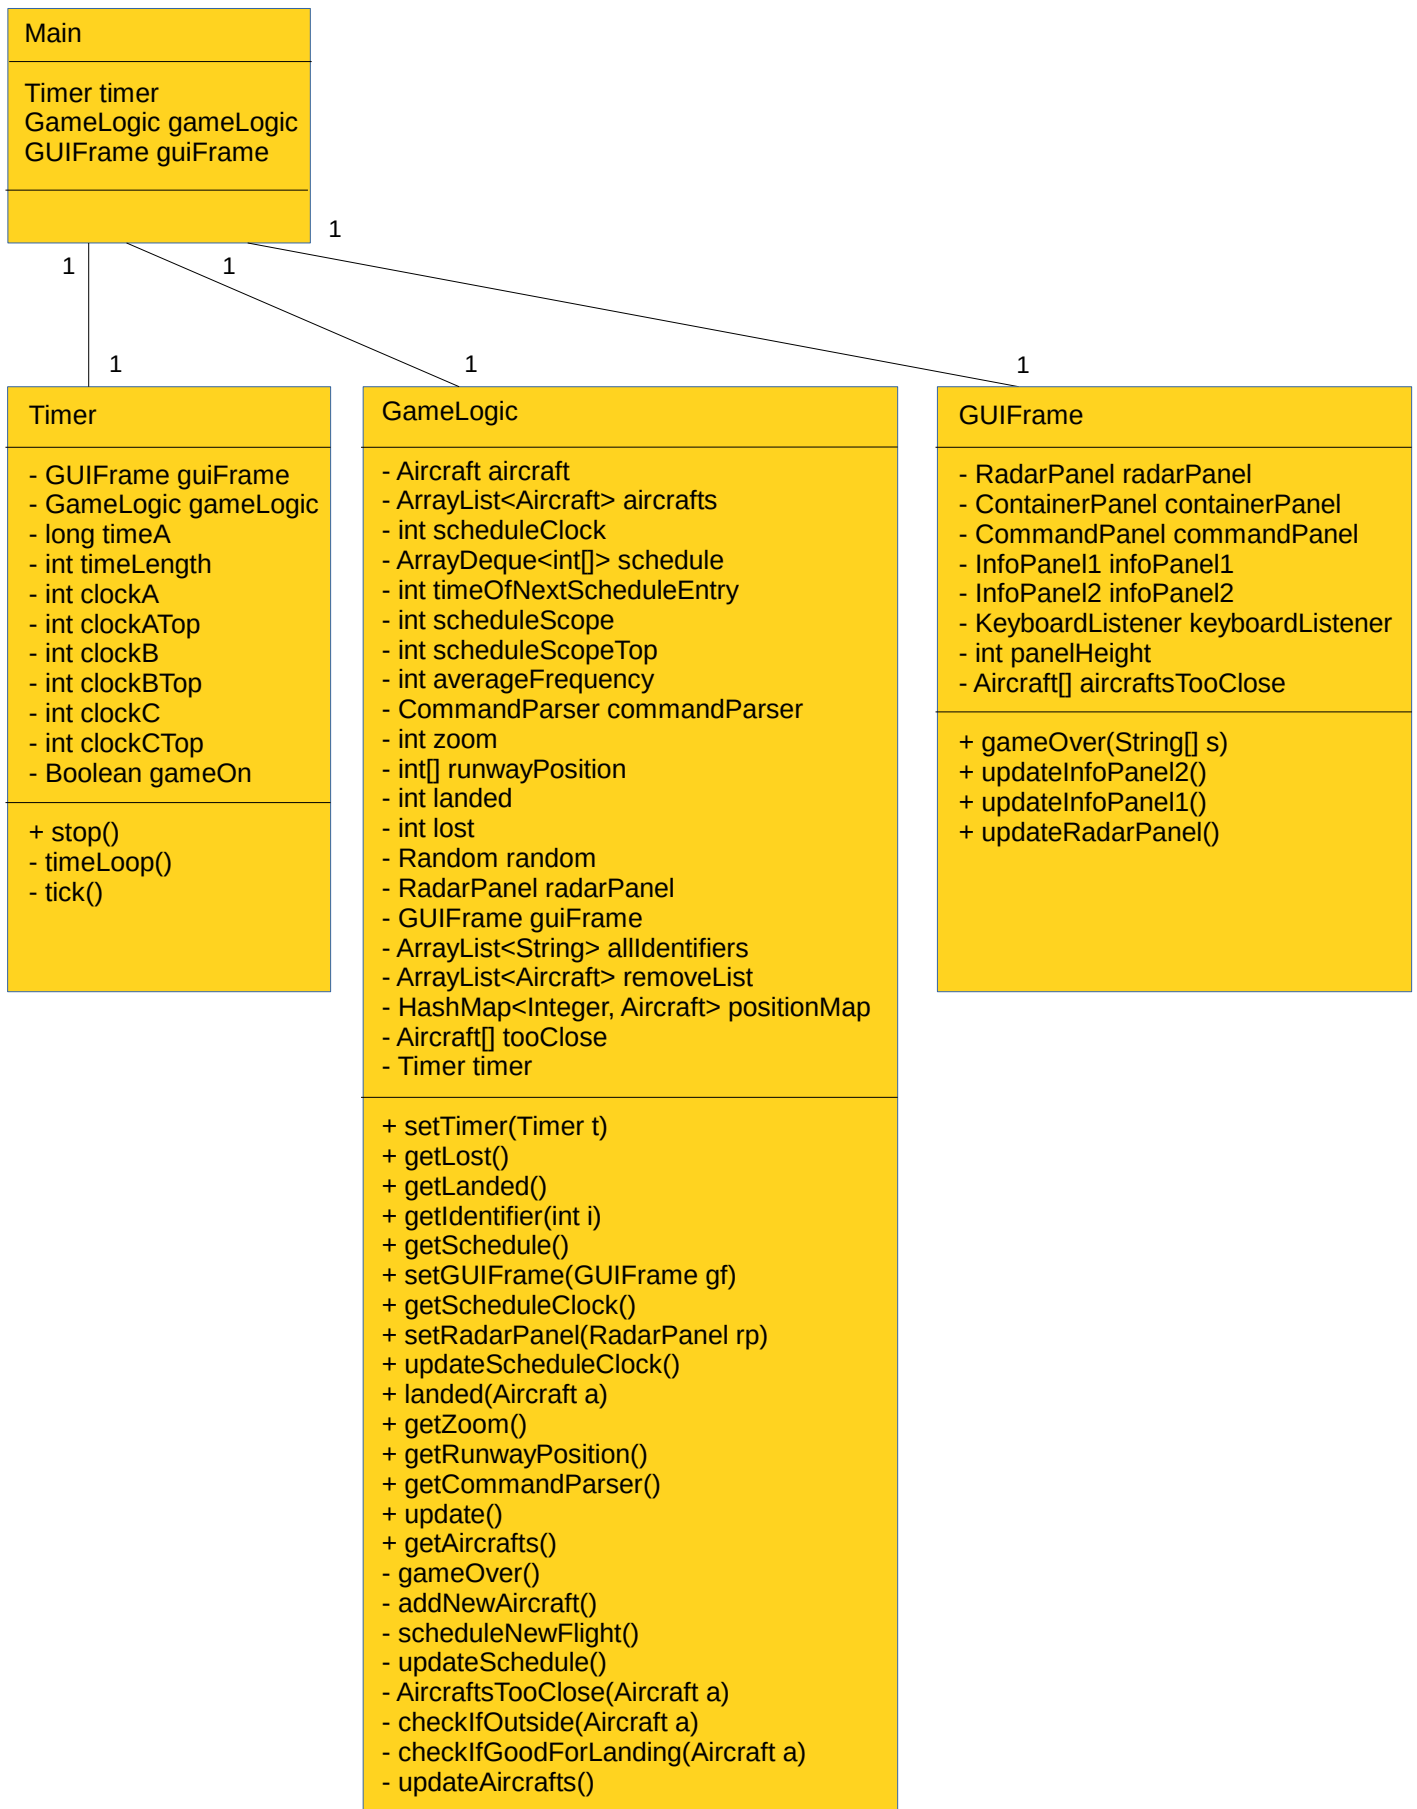 Main
Timer timer
GameLogic gameLogic
GUIFrame guiFrame
1
1
1
1
1
1
Timer
- GUIFrame guiFrame
- GameLogic gameLogic
- long timeA
- int timeLength
- int clockA
- int clockATop
- int clockB
- int clockBTop
- int clockC
- int clockCTop
- Boolean gameOn
+ stop()
- timeLoop()
- tick()
GameLogic
- Aircraft aircraft
- ArrayList<Aircraft> aircrafts
- int scheduleClock
- ArrayDeque<int[]> schedule
- int timeOfNextScheduleEntry
- int scheduleScope
- int scheduleScopeTop
- int averageFrequency
- CommandParser commandParser
- int zoom
- int[] runwayPosition
- int landed
- int lost
- Random random
- RadarPanel radarPanel
- GUIFrame guiFrame
- ArrayList<String> allIdentifiers
- ArrayList<Aircraft> removeList
- HashMap<Integer, Aircraft> positionMap
- Aircraft[] tooClose
- Timer timer
+ setTimer(Timer t)
+ getLost()
+ getLanded()
+ getIdentifier(int i)
+ getSchedule()
+ setGUIFrame(GUIFrame gf)
+ getScheduleClock()
+ setRadarPanel(RadarPanel rp)
+ updateScheduleClock()
+ landed(Aircraft a)
+ getZoom()
+ getRunwayPosition()
+ getCommandParser()
+ update()
+ getAircrafts()
- gameOver()
- addNewAircraft()
- scheduleNewFlight()
- updateSchedule()
- AircraftsTooClose(Aircraft a)
- checkIfOutside(Aircraft a)
- checkIfGoodForLanding(Aircraft a)
- updateAircrafts()
GUIFrame
- RadarPanel radarPanel
- ContainerPanel containerPanel
- CommandPanel commandPanel
- InfoPanel1 infoPanel1
- InfoPanel2 infoPanel2
- KeyboardListener keyboardListener
- int panelHeight
- Aircraft[] aircraftsTooClose
+ gameOver(String[] s)
+ updateInfoPanel2()
+ updateInfoPanel1()
+ updateRadarPanel()